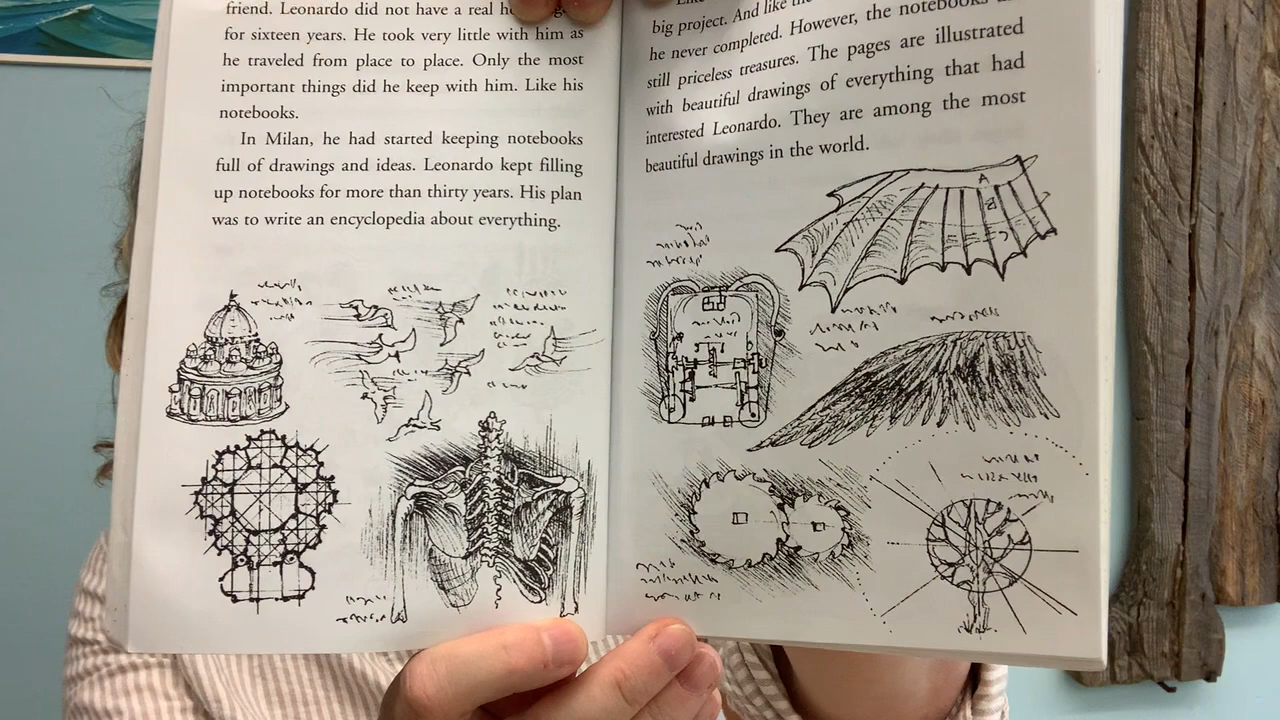 friend. Leonardo did not have a real
for sixteen years. He took very little with him as
he traveled from place to place. Only the most
important things did he keep with him. Like his
notebooks.
In Milan, he had started keeping notebooks
full of drawings and ideas. Leonardo kept filling
up notebooks for more than thirty years. His plan
was to write an encyclopedia about everything.
big project. And like the
he never completed. However, the notebooks
still priceless treasures. The pages are illustrated
with beautiful drawings of everything that had
interested Leonardo. They are among the most
beautiful drawings in the world.
A
B